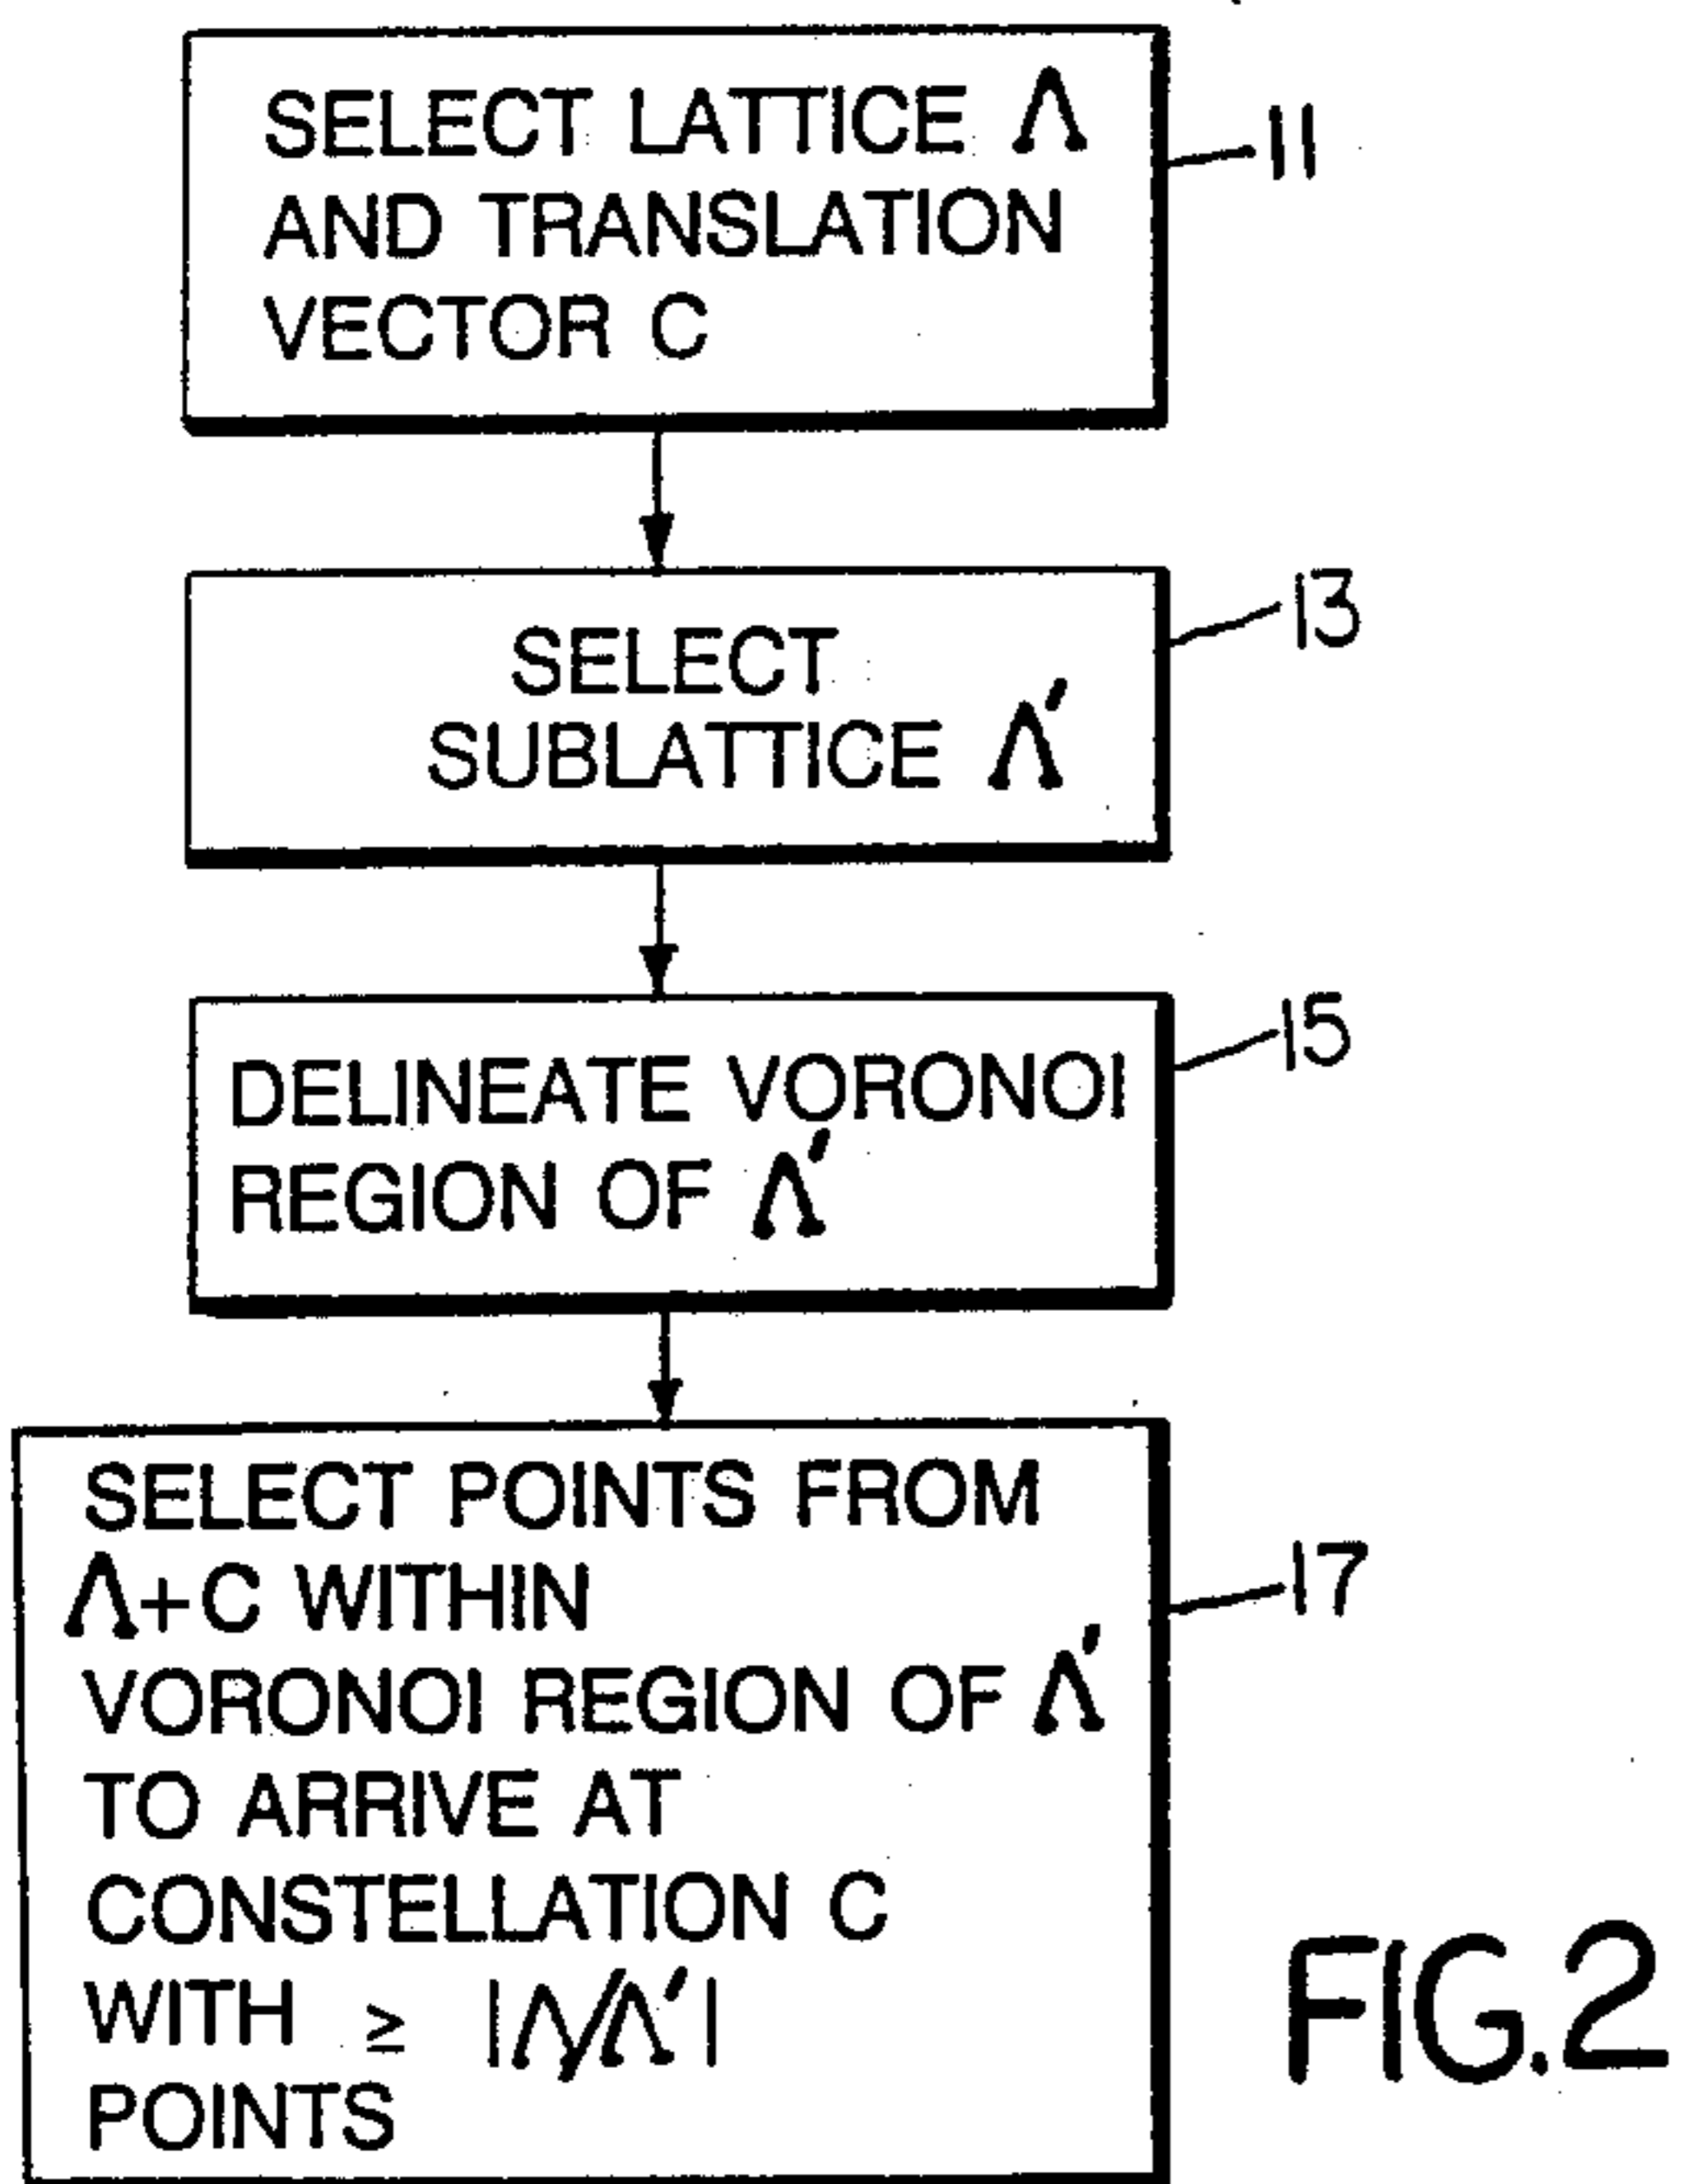 SELECT LATTICE Λ
AND TRANSLATION
VECTOR C
11
SELECT
SUBLATTICE Λ'
13
DELINEATE VORONOI
REGION OF Λ'
15
SELECT POINTS FROM
Λ+C WITHIN
VORONOI REGION OF Λ'
TO ARRIVE AT
CONSTELLATION C
WITH ≥ |Λ/Λ'|
POINTS
17
FIG.2